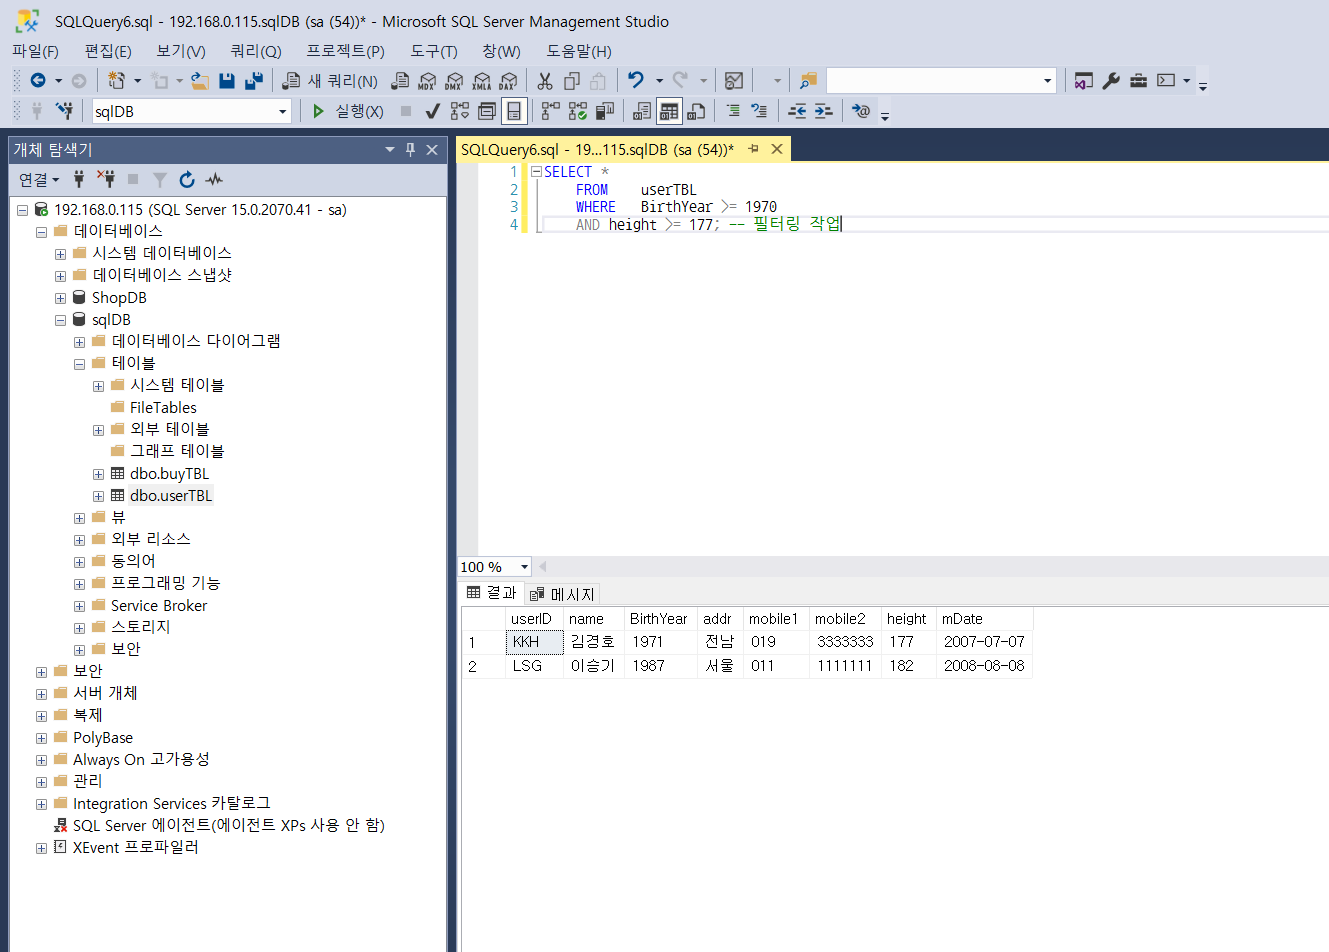 SQLQuery6.sql - 192.168.0.115.sqlDB (sa (54))* - Microsoft SQL Server Management Studio
파일(F) 편집(E) 보기(V) 쿼리(Q) 프로젝트(P) 도구(T) 창(W) 도움말(H)
새 쿼리(N) MDX DMX XMLA DAX
sqlDB 실행(X)
개체 탐색기
연결
192.168.0.115 (SQL Server 15.0.2070.41 - sa)
데이터베이스
시스템 데이터베이스
데이터베이스 스냅샷
ShopDB
sqlDB
데이터베이스 다이어그램
테이블
시스템 테이블
FileTables
외부 테이블
그래프 테이블
dbo.buyTBL
dbo.userTBL
뷰
외부 리소스
동의어
프로그래밍 기능
Service Broker
스토리지
보안
보안
서버 개체
복제
PolyBase
Always On 고가용성
관리
Integration Services 카탈로그
SQL Server 에이전트(에이전트 XPs 사용 안 함)
XEvent 프로파일러
SQLQuery6.sql - 19...115.sqlDB (sa (54))*
1 SELECT *
2 FROM userTBL
3 WHERE BirthYear >= 1970
4 AND height >= 177; -- 필터링 작업
100 %
결과 메시지
userID name BirthYear addr mobile1 mobile2 height mDate
1 KKH 김경호 1971 전남 019 3333333 177 2007-07-07
2 LSG 이승기 1987 서울 011 1111111 182 2008-08-08